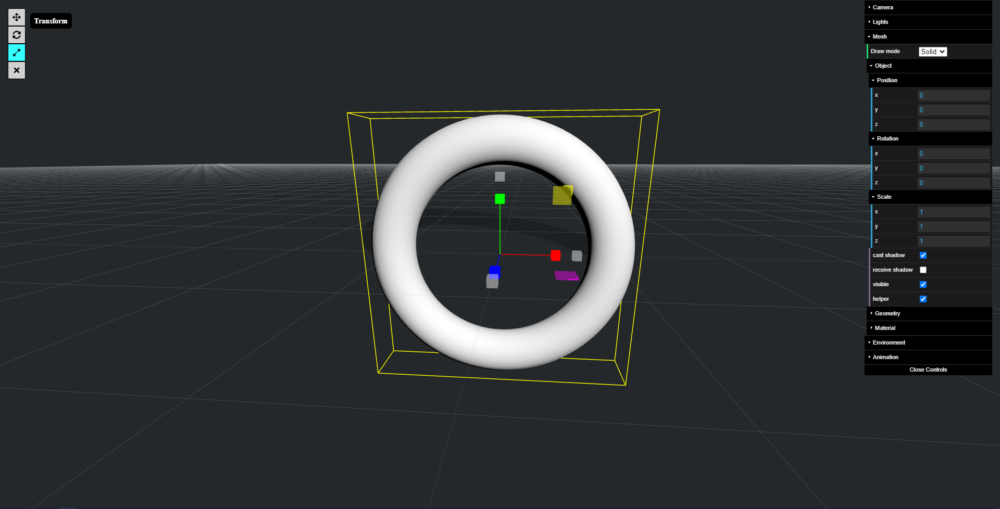 Transform
Camera
Lights
Mesh
Draw mode Solid
Object
Position
x 0
y 0
z 0
Rotation
x 0
y 0
z 0
Scale
x 1
y 1
z 1
cast shadow
receive shadow
visible
helper
Geometry
Material
Environment
Animation
Close Controls